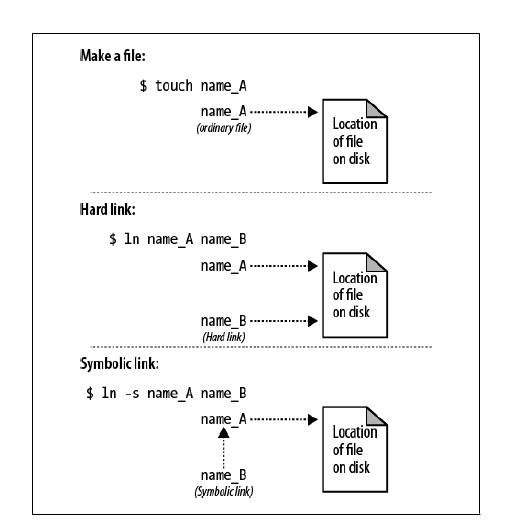 Make a file:
$ touch name_A
name_A
(ordinary file)
Location
of file
on disk
Hard link:
$ ln name_A name_B
name_A
name_B
(Hard link)
Location
of file
on disk
Symbolic link:
$ ln -s name_A name_B
name_A
name_B
(Symbolic link)
Location
of file
on disk